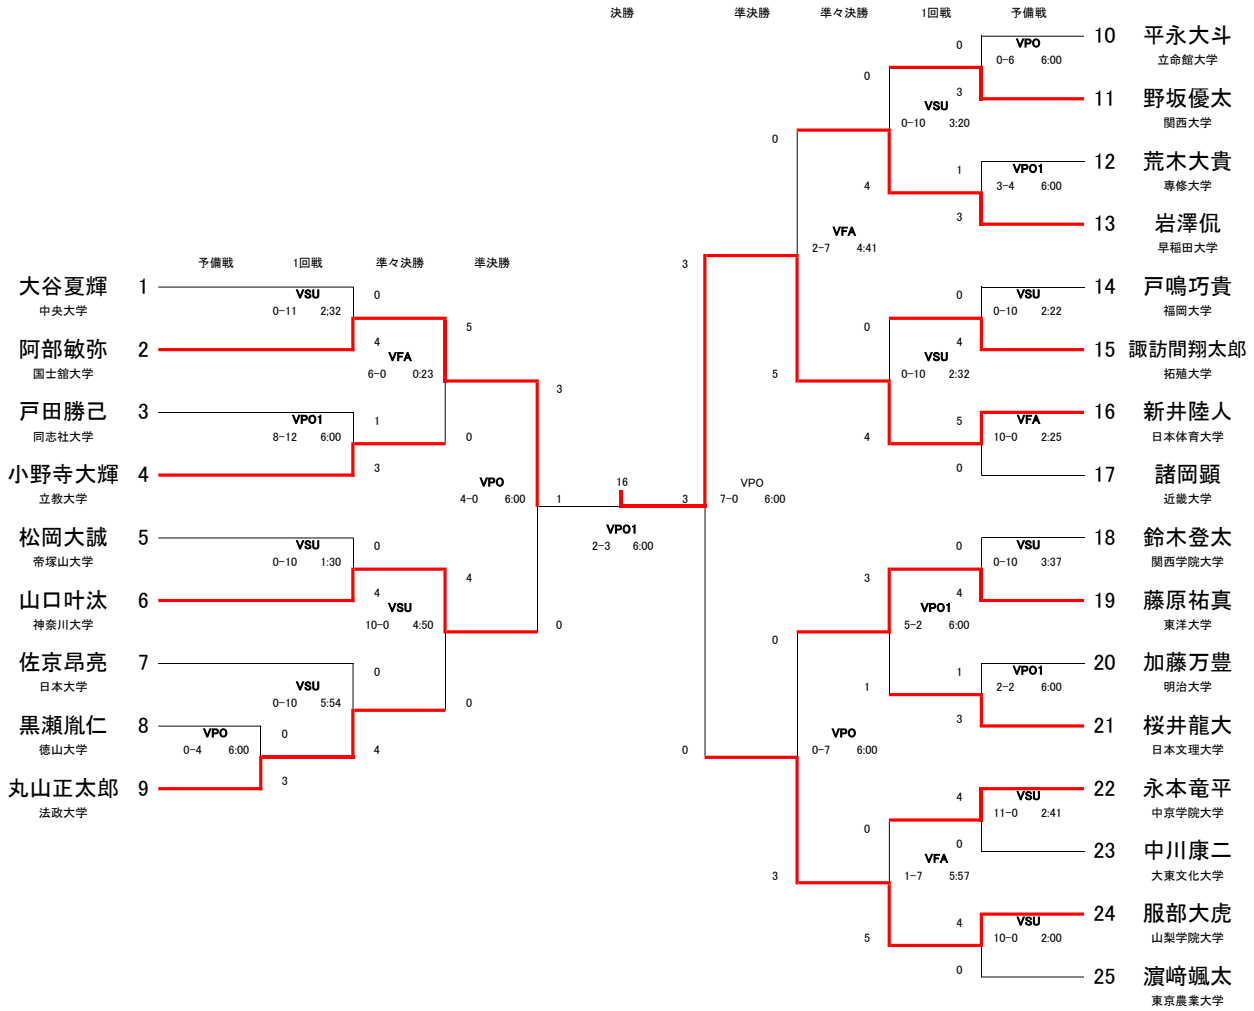 決勝
準決勝
準々決勝
1回戦
予備戦
予備戦
1回戦
準々決勝
準決勝
大谷夏輝 1
中央大学
VSU
0-11 2;32
0
阿部敏弥 2
国士舘大学
4
VFA
6-0 0:23
5
戸田勝己 3
同志社大学
VPO1
8-12 6:00
1
小野寺大輝 4
立教大学
3
0
3
VPO
4-0 6:00
松岡大誠 5
帝塚山大学
VSU
0-10 1:30
0
山口叶汰 6
神奈川大学
4
VSU
10-0 4:50
4
0
佐京昂亮 7
日本大学
VSU
0-10 5:54
0
0
黒瀬胤仁 8
徳山大学
VPO
0-4 6:00
0
4
丸山正太郎 9
法政大学
3
1
16
3
VPO1
2-3 6:00
10 平永大斗
立命館大学
VPO
0-6 6:00
0
0
11 野坂優太
関西大学
3
VSU
0-10 3:20
0
12 荒木大貴
専修大学
VPO1
3-4 6:00
1
4
13 岩澤侃
早稲田大学
3
VFA
2-7 4:41
3
14 戸鳴巧貴
福岡大学
VSU
0-10 2:22
0
0
15 諏訪間翔太郎
拓殖大学
4
VSU
0-10 2:32
5
16 新井陸人
日本体育大学
VFA
10-0 2:25
5
4
17 諸岡顕
近畿大学
0
VPO
7-0 6:00
18 鈴木登太
関西学院大学
VSU
0-10 3:37
0
3
19 藤原祐真
東洋大学
4
VPO1
5-2 6:00
0
20 加藤万豊
明治大学
VPO1
2-2 6:00
1
1
21 桜井龍大
日本文理大学
3
VPO
0-7 6:00
0
22 永本竜平
中京学院大学
VSU
11-0 2:41
4
0
23 中川康二
大東文化大学
0
VFA
1-7 5:57
3
24 服部大虎
山梨学院大学
VSU
10-0 2:00
4
5
25 濵﨑颯太
東京農業大学
0